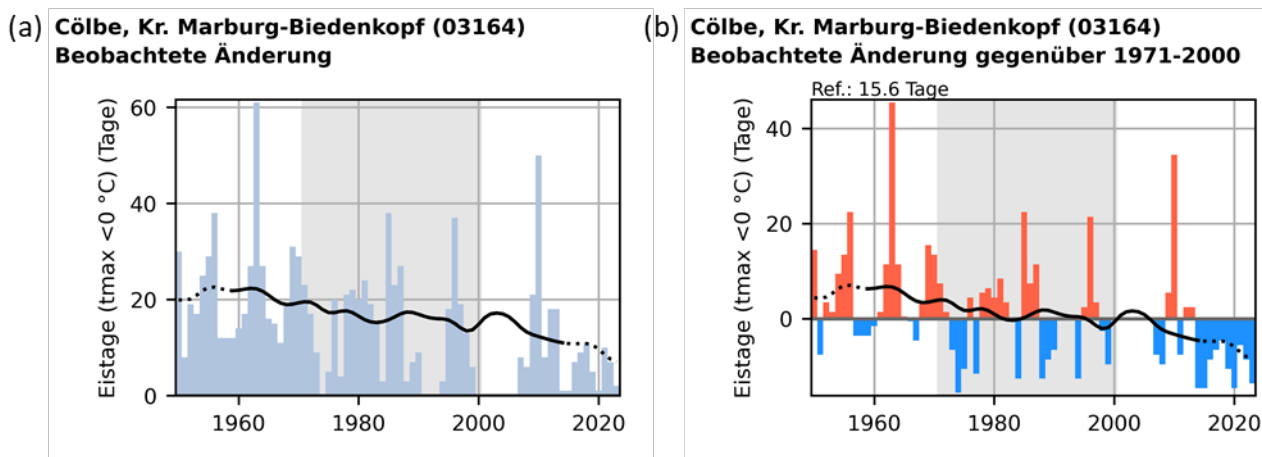 (a) Cölbe, Kr. Marburg-Biedenkopf (03164)
Beobachtete Änderung
Eistage (tmax <0 °C) (Tage)
60
40
20
0
1960
1980
2000
2020
(b) Cölbe, Kr. Marburg-Biedenkopf (03164)
Beobachtete Änderung gegenüber 1971-2000
Ref.: 15.6 Tage
Eistage (tmax <0 °C) (Tage)
40
20
0
1960
1980
2000
2020